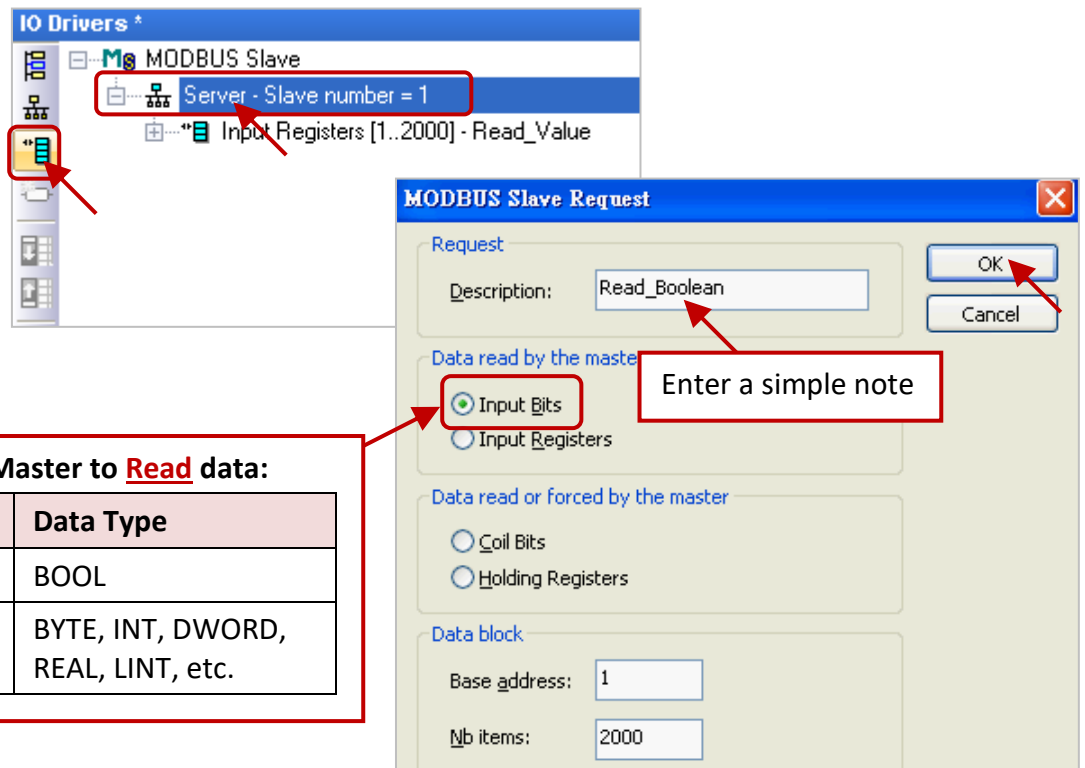 IO Drivers *
MODBUS Slave
Server - Slave number = 1
Input Registers [1..2000] - Read_Value
MODBUS Slave Request
Request
Description:
Read_Boolean
OK
Cancel
Data read by the maste
Enter a simple note
Input Bits
Input Registers
Master to Read data:
Data Type
BOOL
BYTE, INT, DWORD,
REAL, LINT, etc.
Data read or forced by the master
Coil Bits
Holding Registers
Data block
Base address:
1
Nb items:
2000